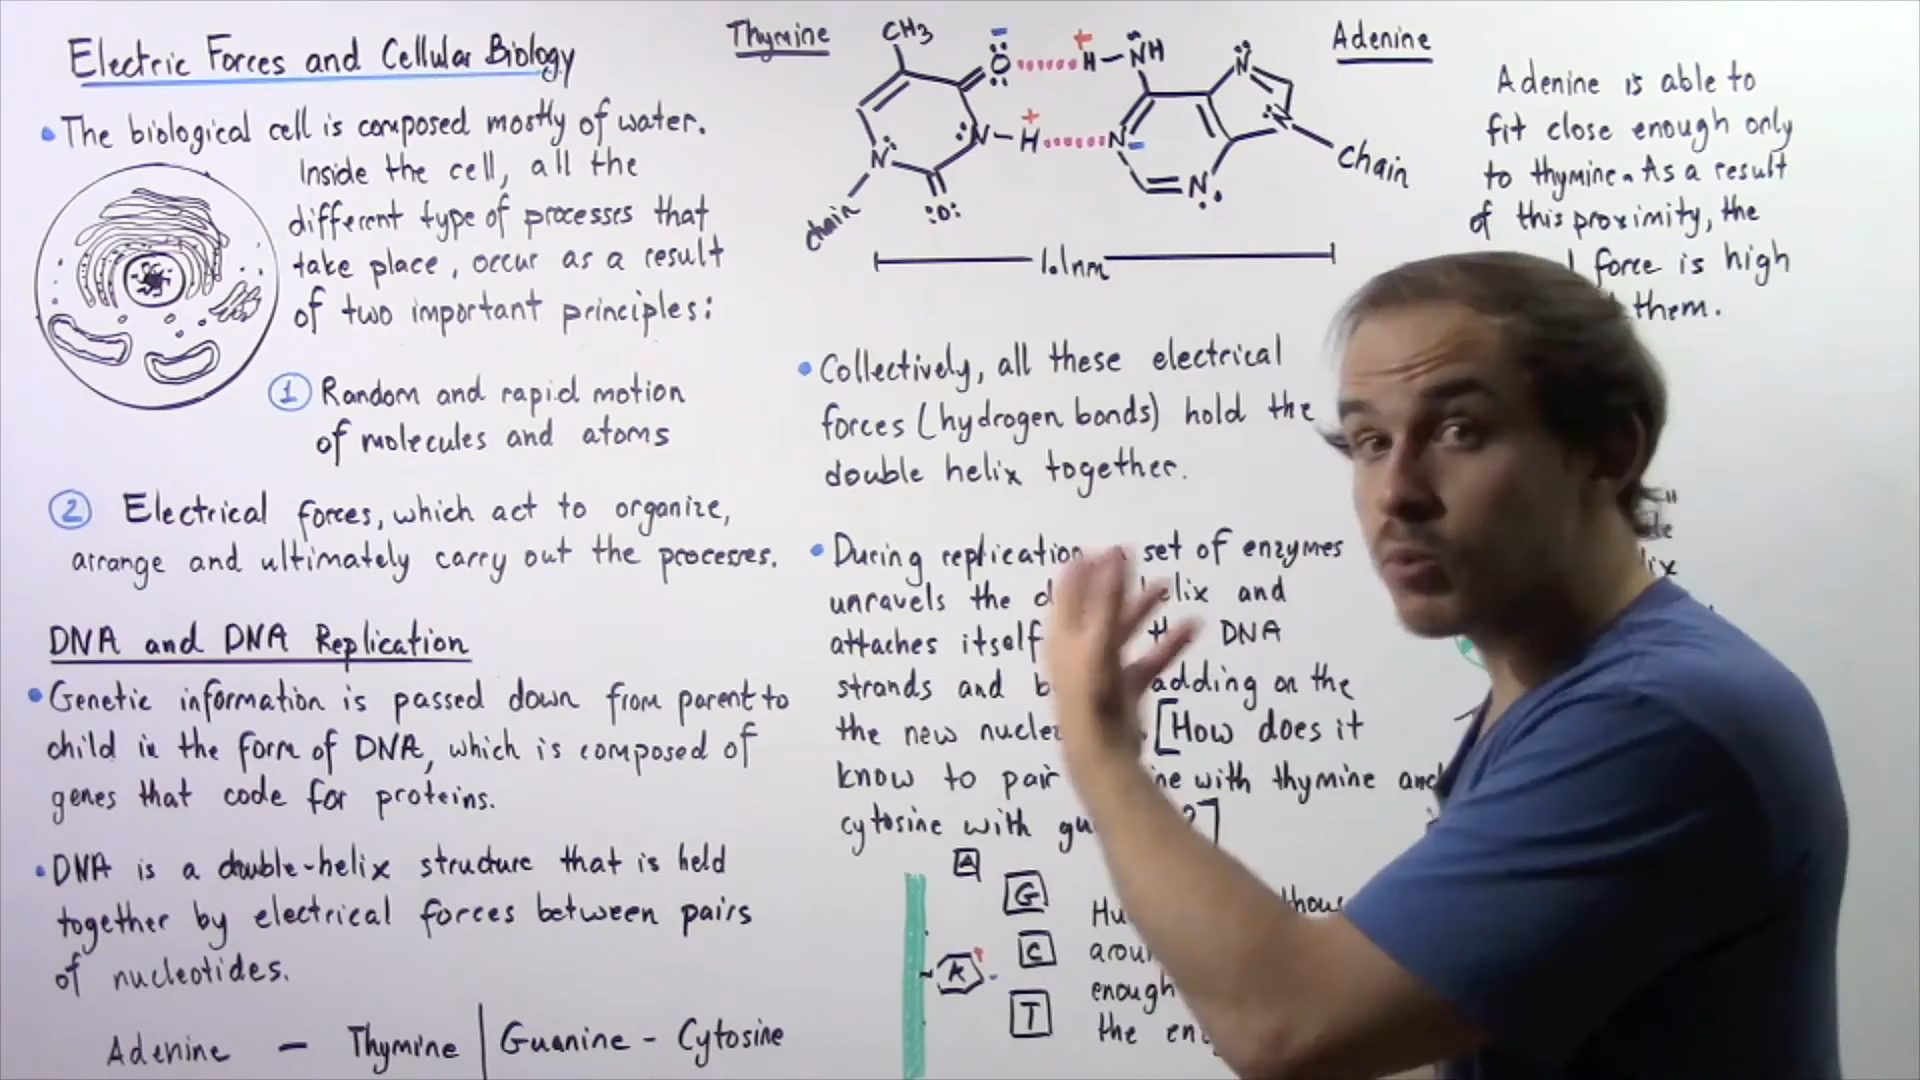 Electric Forces and Cellular Biology
• The biological cell is composed mostly of water.
Inside the cell, all the
different type of processes that
take place, occur as a result
of two important principles:
1 Random and rapid motion
of molecules and atoms
2 Electrical forces, which act to organize,
arrange and ultimately carry out the processes.
DNA and DNA Replication
• Genetic information is passed down from parent to
child in the form of DNA, which is composed of
genes that code for proteins.
• DNA is a double-helix structure that is held
together by electrical forces between pairs
of nucleotides.
Adenine – Thymine | Guanine - Cytosine
Thymine
Adenine
CH3
O
H - NH
N
N - H
N
N
N
N
:O:
chain
chain
1.1nm
Adenine is able to
fit close enough only
to thymine. As a result
of this proximity, the
force is high
them.
• Collectively, all these electrical
forces (hydrogen bonds) hold the
double helix together.
• During replication set of enzymes
unravels the helix and
attaches itself DNA
strands and adding on the
the new [How does it
know to pair with thymine and
cytosine with ?]
A
G
C
T
A
enough
the